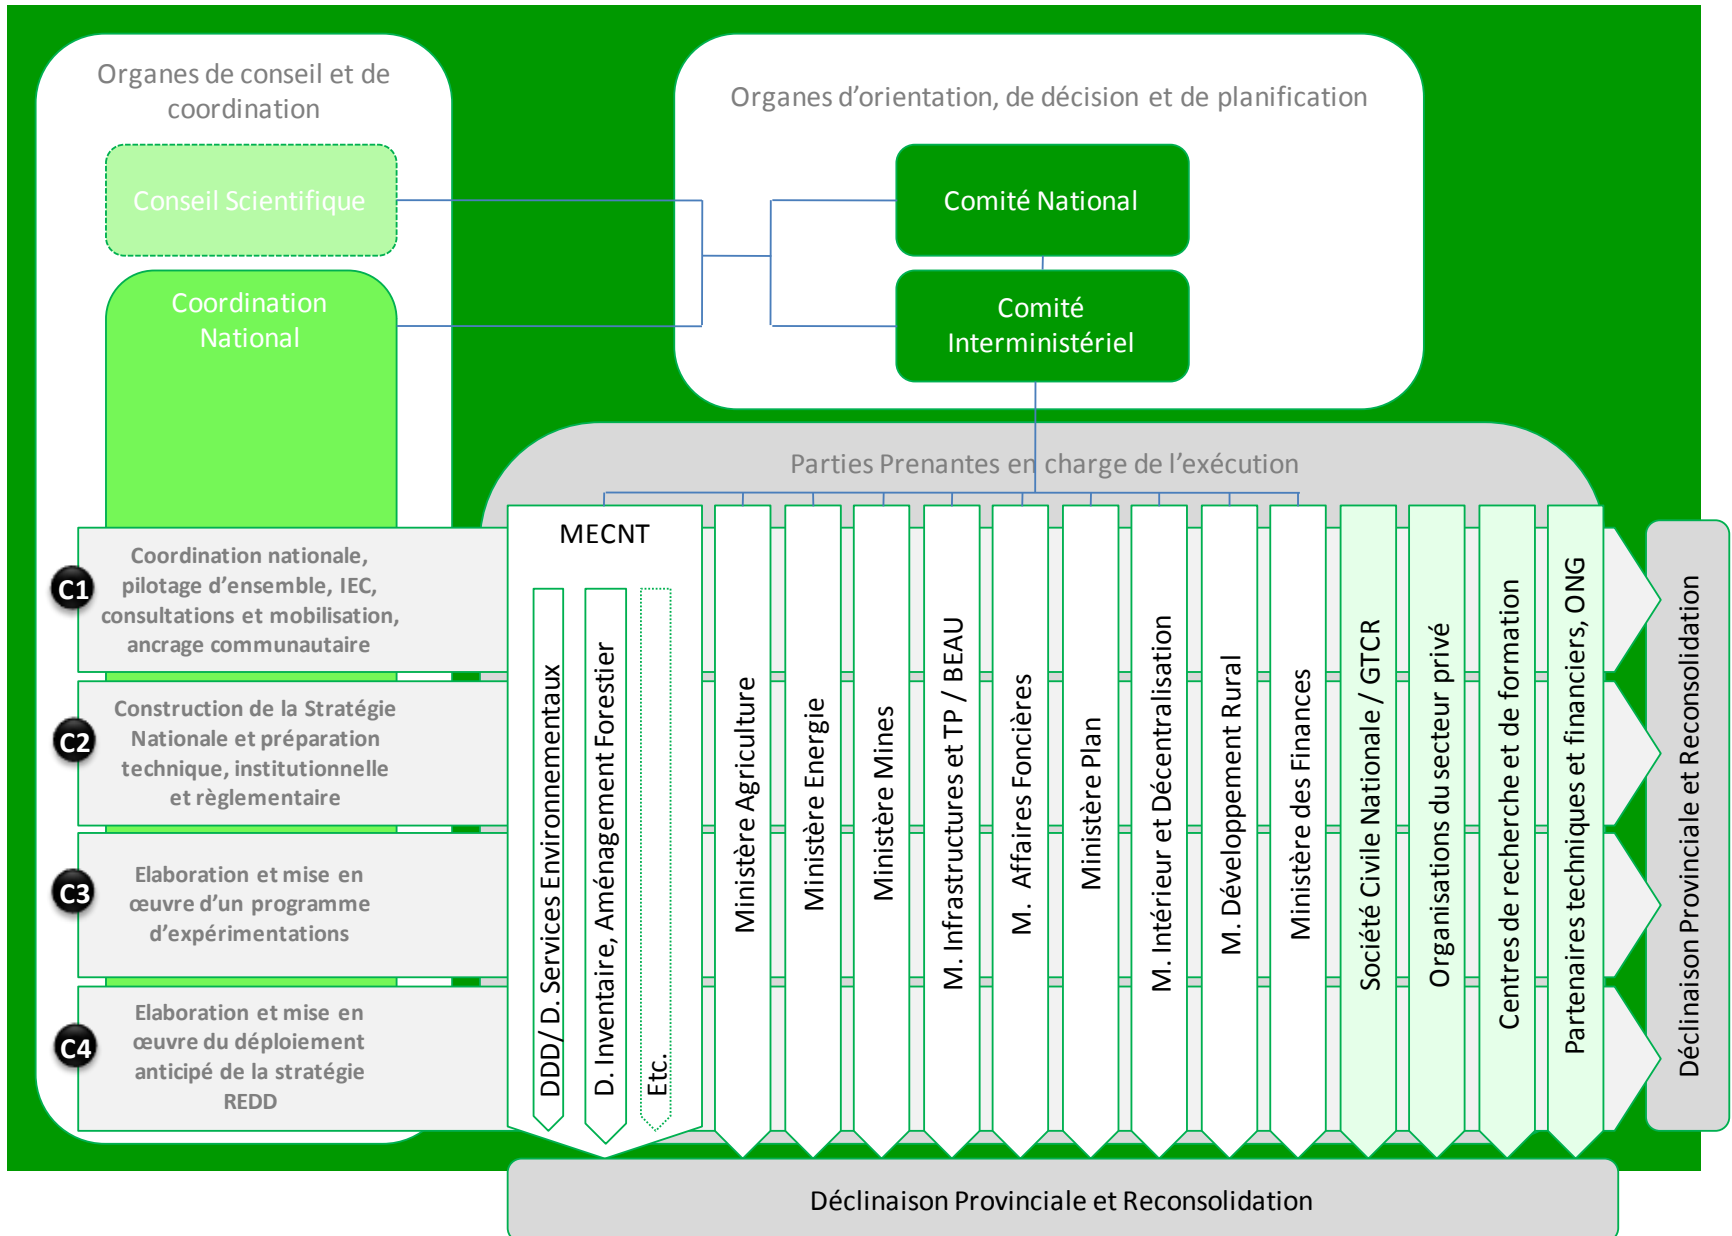 Organes de conseil et de
coordination
Conseil Scientifique
Coordination
National
Organes d’orientation, de décision et de planification
Comité National
Comité
Interministériel
Parties Prenantes en charge de l’exécution
C1
Coordination nationale,
pilotage d’ensemble, IEC,
consultations et mobilisation,
ancrage communautaire
C2
Construction de la Stratégie
Nationale et préparation
technique, institutionnelle
et règlementaire
C3
Elaboration et mise en
œuvre d’un programme
d’expérimentations
C4
Elaboration et mise en
œuvre du déploiement
anticipé de la stratégie
REDD
MECNT
DDD/ D. Services Environnementaux
D. Inventaire, Aménagement Forestier
Etc.
Ministère Agriculture
Ministère Energie
Ministère Mines
M. Infrastructures et TP / BEAU
M. Affaires Foncières
Ministère Plan
M. Intérieur et Décentralisation
M. Développement Rural
Ministère des Finances
Société Civile Nationale / GTCR
Organisations du secteur privé
Centres de recherche et de formation
Partenaires techniques et financiers, ONG
Déclinaison Provinciale et Reconsolidation
Déclinaison Provinciale et Reconsolidation